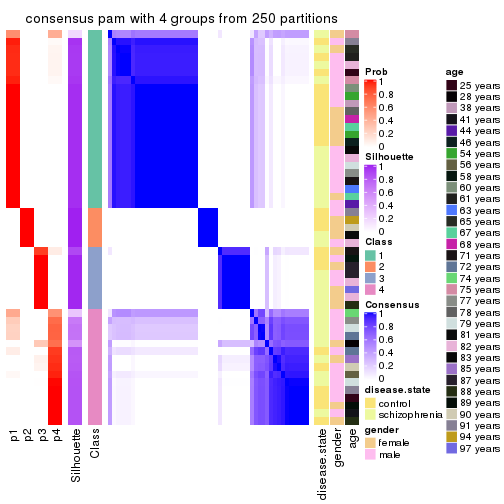 consensus pam with 4 groups from 250 partitions
p1
p2
p3
p4
Silhouette
Class
disease.state
gender
age
Prob
1
0.8
0.6
0.4
0.2
0
Silhouette
1
0.8
0.6
0.4
0.2
0
Class
1
2
3
4
Consensus
1
0.8
0.6
0.4
0.2
0
disease.state
control
schizophrenia
gender
female
male
age
25 years
28 years
38 years
41 years
44 years
46 years
54 years
56 years
58 years
60 years
61 years
63 years
65 years
67 years
68 years
71 years
72 years
74 years
75 years
77 years
78 years
79 years
81 years
82 years
83 years
85 years
87 years
88 years
89 years
90 years
91 years
94 years
97 years